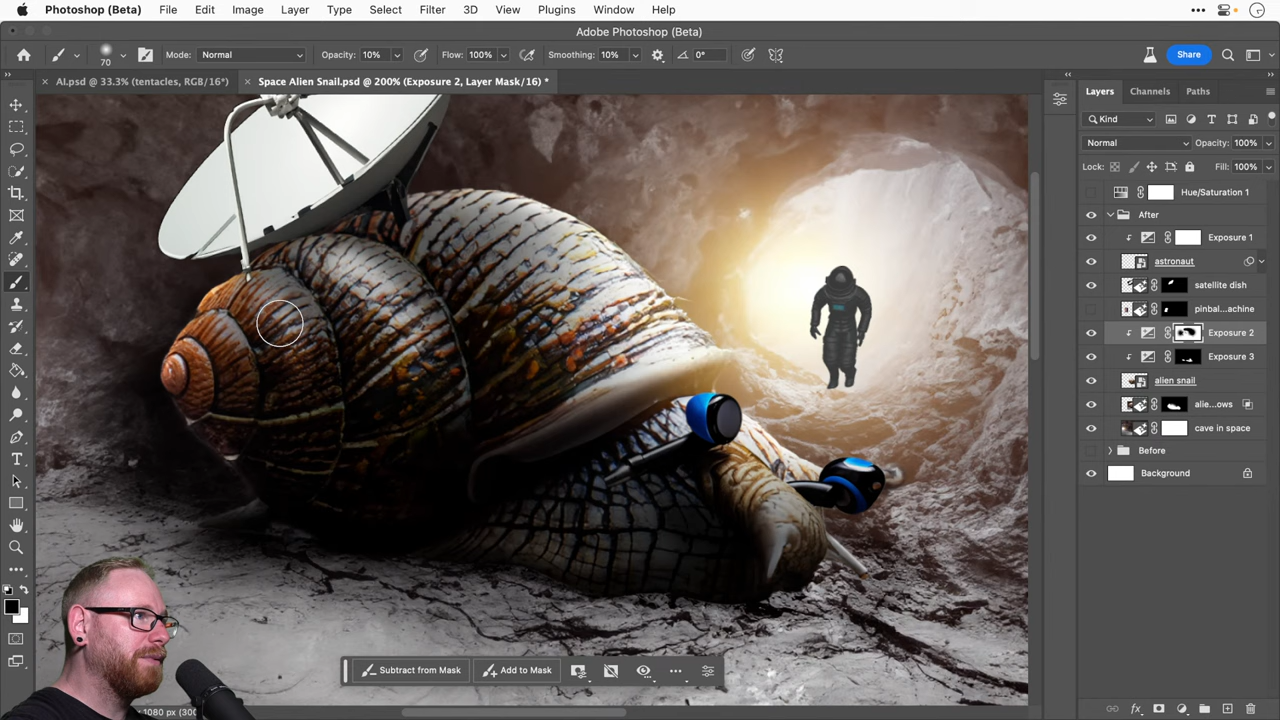 Photoshop (Beta) File Edit Image Layer Type Select Filter 3D View Plugins Window Help
Adobe Photoshop (Beta)
70 Mode: Normal Opacity: 10% Flow: 100% Smoothing: 10% 0° Share
AI.psd @ 33.3% (tentacles, RGB/16*)
Space Alien Snail.psd @ 200% (Exposure 2, Layer Mask/16) *
Layers Channels Paths
Kind
Normal Opacity: 100%
Lock: Fill: 100%
Hue/Saturation 1
After
Exposure 1
astronaut
satellite dish
pinbal...achine
Exposure 2
Exposure 3
alien snail
alie...ows
cave in space
Before
Background
Subtract from Mask Add to Mask
1080 px (300